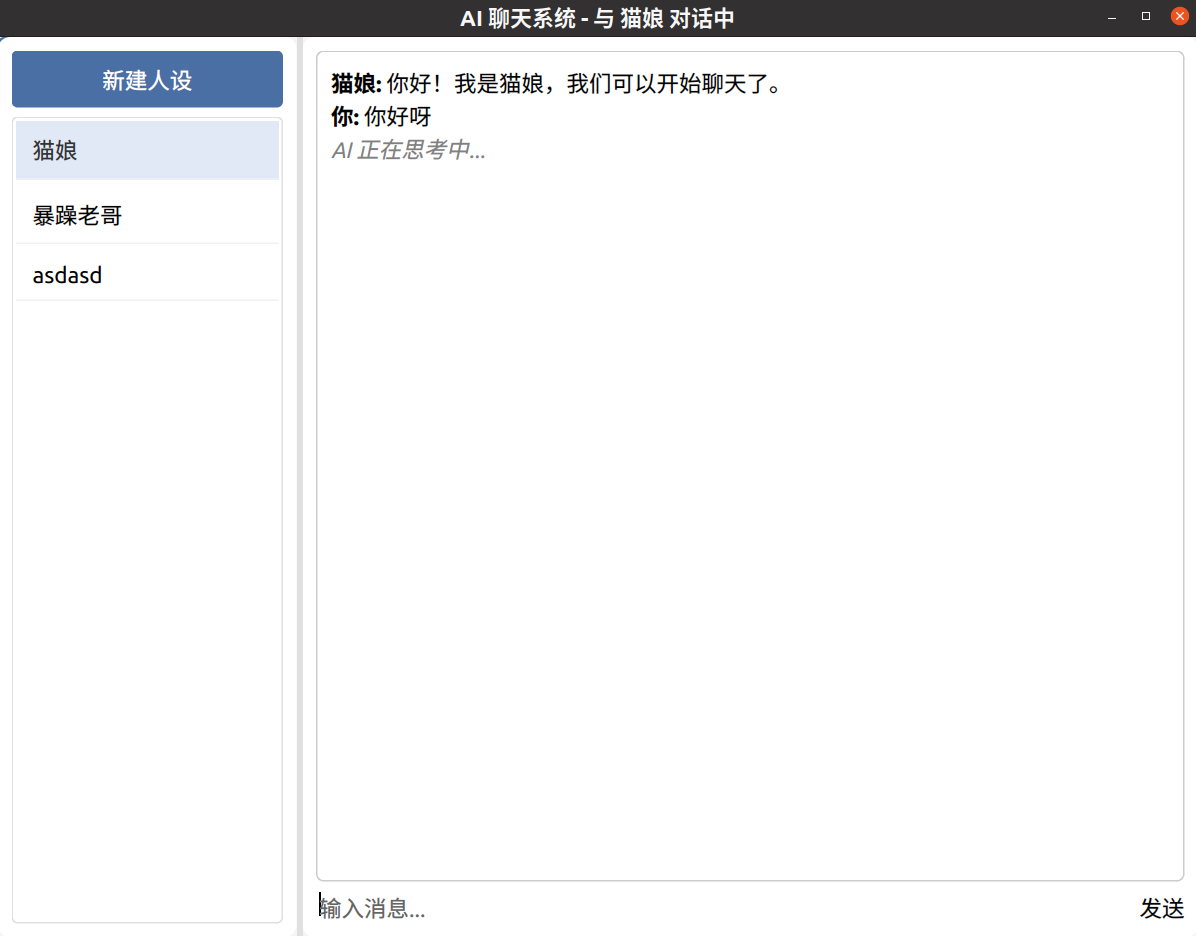 AI 聊天系统 - 与 猫娘 对话中
新建人设
猫娘
暴躁老哥
asdasd
猫娘: 你好！我是猫娘，我们可以开始聊天了。
你: 你好呀
AI 正在思考中...
输入消息...
发送